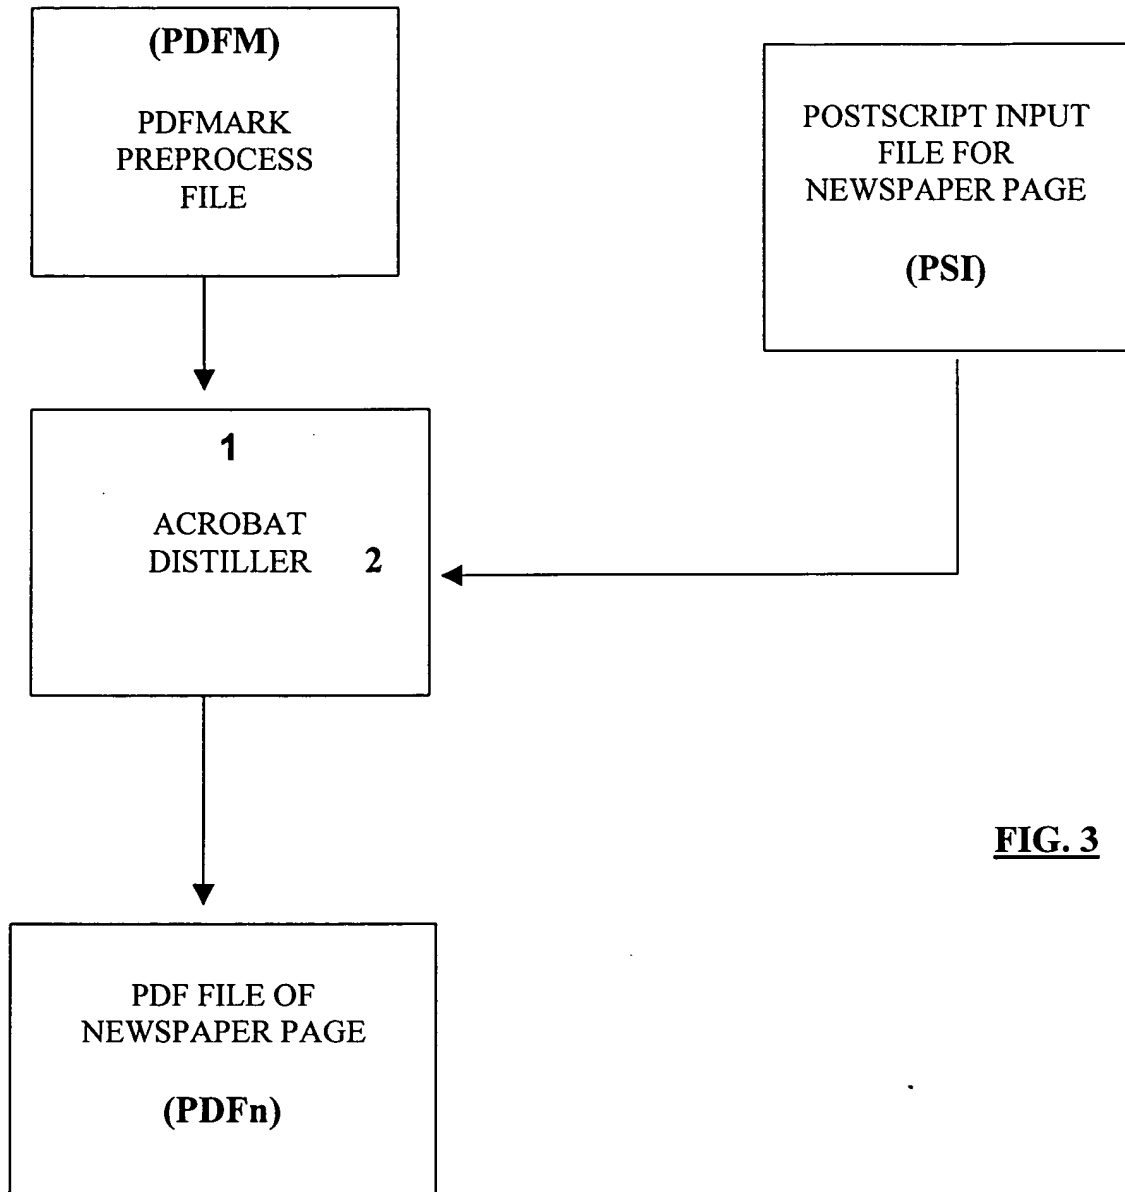 (PDFM)
PDFMARK
PREPROCESS
FILE
POSTSCRIPT INPUT
FILE FOR
NEWSPAPER PAGE
(PSI)
1
ACROBAT
DISTILLER 2
FIG. 3
PDF FILE OF
NEWSPAPER PAGE
(PDFn)